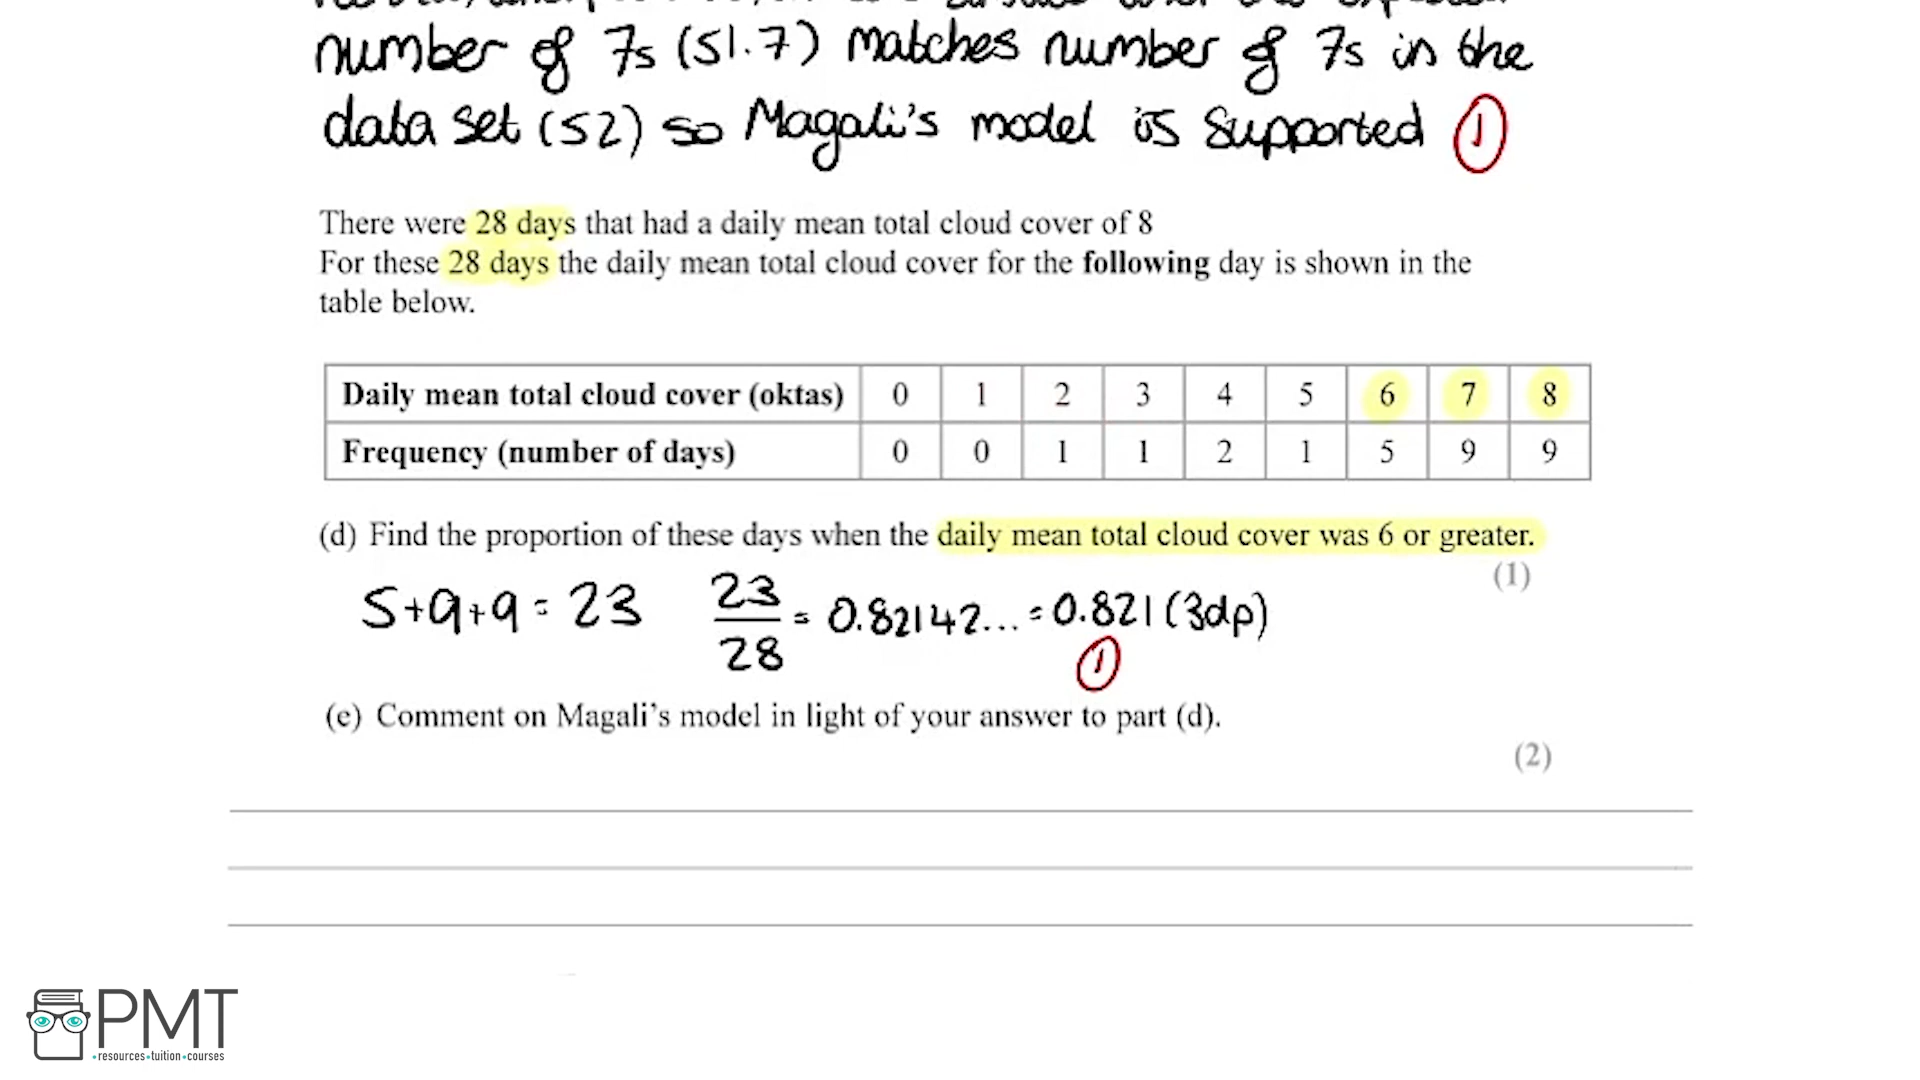 number of 7s (51.7) matches number of 7s in the
data set (52) so Magali's model is supported ①
There were 28 days that had a daily mean total cloud cover of 8
For these 28 days the daily mean total cloud cover for the following day is shown in the
table below.
Daily mean total cloud cover (oktas) 0 1 2 3 4 5 6 7 8
Frequency (number of days) 0 0 1 1 2 1 5 9 9
(d) Find the proportion of these days when the daily mean total cloud cover was 6 or greater.
(1)
5+9+9 = 23 23/28 = 0.82142... = 0.821 (3dp)
①
(e) Comment on Magali's model in light of your answer to part (d).
(2)
PMT
•resources•tuition•courses